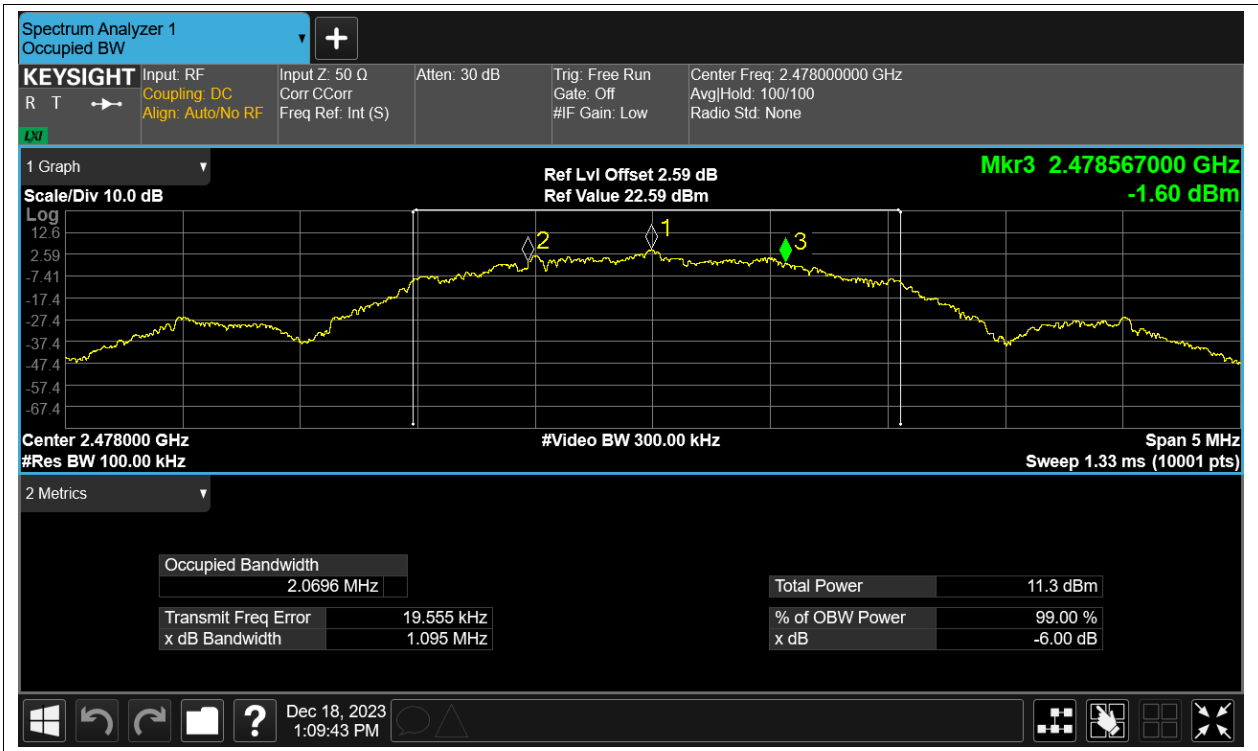 Spectrum Analyzer 1
Occupied BW
KEYSIGHT
R T
LXI
Input: RF
Coupling: DC
Align: Auto/No RF
Input Z: 50 Ω
Corr CCorr
Freq Ref: Int (S)
Atten: 30 dB
Trig: Free Run
Gate: Off
#IF Gain: Low
Center Freq: 2.478000000 GHz
Avg|Hold: 100/100
Radio Std: None
1 Graph
Scale/Div 10.0 dB
Ref Lvl Offset 2.59 dB
Ref Value 22.59 dBm
Mkr3 2.478567000 GHz
-1.60 dBm
Log
12.6
2.59
-7.41
-17.4
-27.4
-37.4
-47.4
-57.4
-67.4
2
1
3
Center 2.478000 GHz
#Res BW 100.00 kHz
#Video BW 300.00 kHz
Span 5 MHz
Sweep 1.33 ms (10001 pts)
2 Metrics
Occupied Bandwidth
2.0696 MHz
Transmit Freq Error 19.555 kHz
x dB Bandwidth 1.095 MHz
Total Power 11.3 dBm
% of OBW Power 99.00 %
x dB -6.00 dB
?
Dec 18, 2023
1:09:43 PM